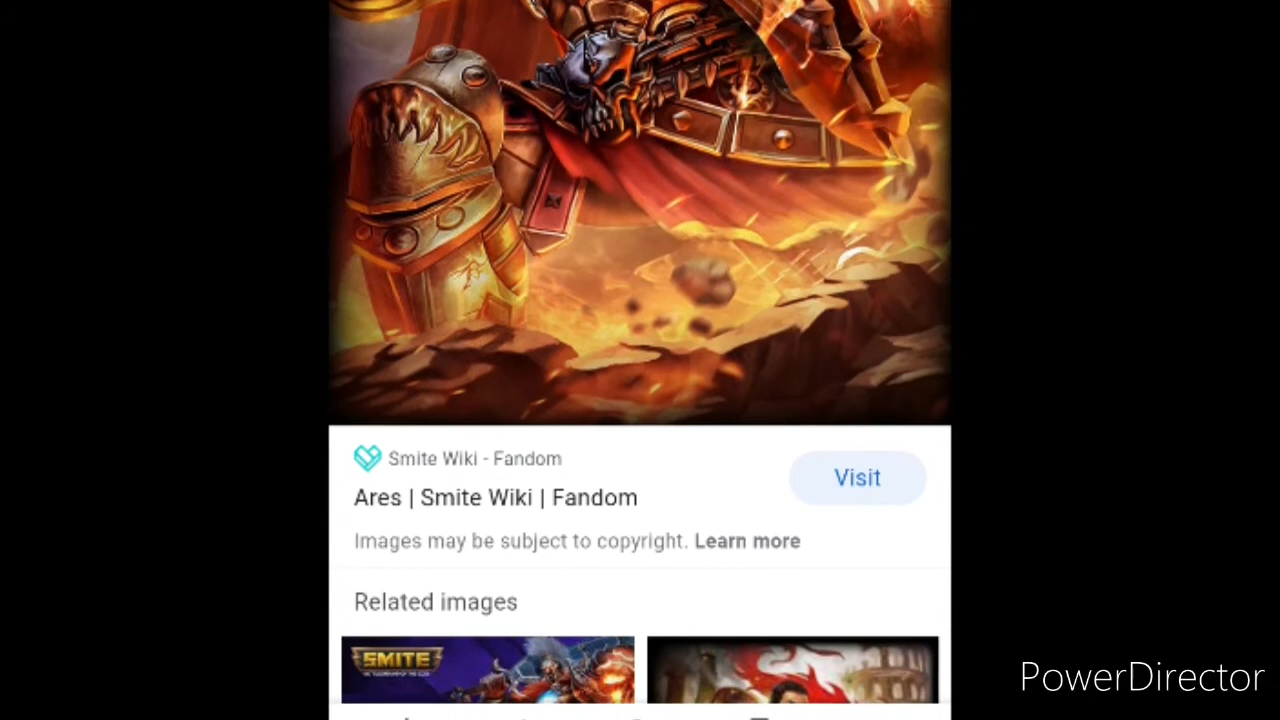 Smite Wiki - Fandom
Visit
Ares | Smite Wiki | Fandom
Images may be subject to copyright. Learn more
Related images
SMITE
PowerDirector